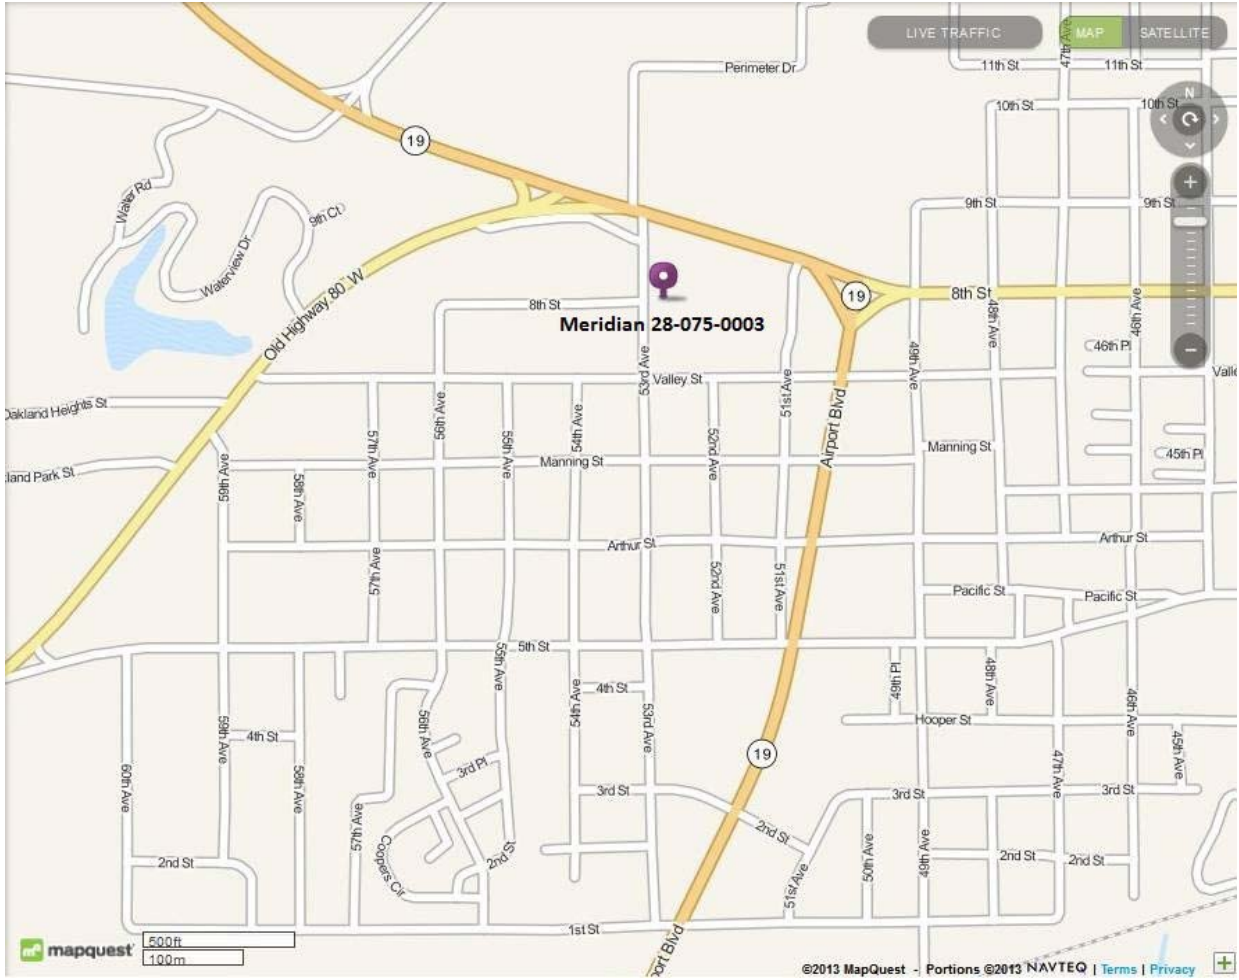 LIVE TRAFFIC
MAP
SATELLITE
47th Ave
Perimeter Dr
11th St
11th St
N
10th St
10th St
19
Water Rd
9th Ct
9th St
9th St
Waterview Dr
Old Highway 80 W
8th St
19
8th St
48th Ave
46th Ave
Meridian 28-075-0003
53rd Ave
46th Pl
49th Ave
Valley St
51st Ave
Valle
Oakland Heights St
56th Ave
54th Ave
Airport Blvd
57th Ave
55th Ave
52nd Ave
Manning St
Manning St
45th Pl
land Park St
59th Ave
58th Ave
Arthur St
Arthur St
57th Ave
52nd Ave
51st Ave
Pacific St
Pacific St
5th St
55th Ave
49th Pl
48th Ave
4th St
54th Ave
53rd Ave
56th Ave
46th Ave
Hooper St
59th Ave
4th St
45th Ave
19
3rd Pl
60th Ave
58th Ave
47th Ave
3rd St
3rd St
3rd St
57th Ave
2nd St
2nd St
Coopers Cir
2nd St
50th Ave
49th Ave
2nd St
2nd St
51st Ave
1st St
port Blvd
mapquest
500ft
100m
©2013 MapQuest - Portions ©2013 NAVTEQ | Terms | Privacy